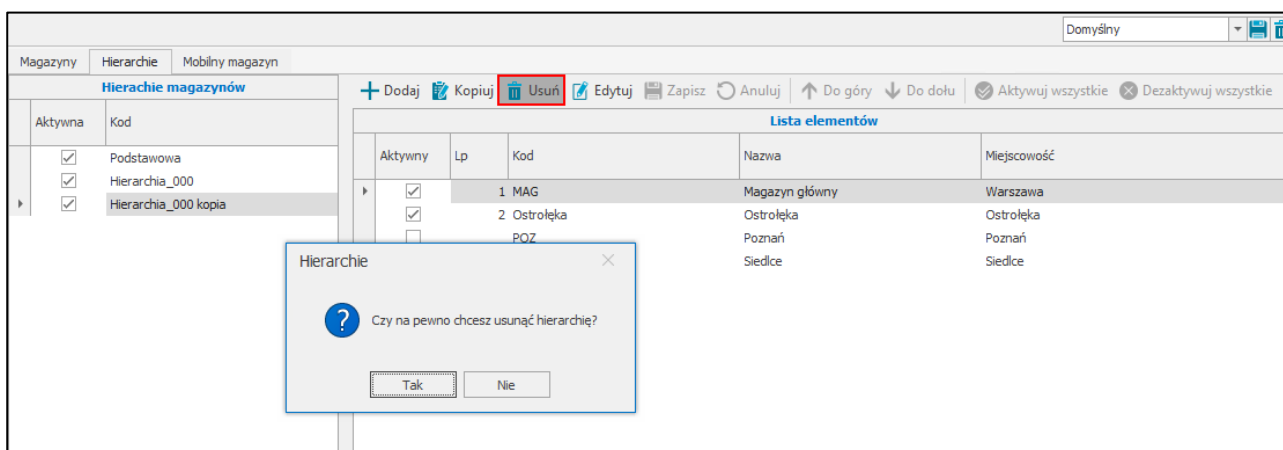 Domyślny
Magazyny Hierarchie Mobilny magazyn
Hierachie magazynów
Dodaj Kopiuj Usuń Edytuj Zapisz Anuluj Do góry Do dołu Aktywuj wszystkie Dezaktywuj wszystkie
Aktywna Kod
Podstawowa
Hierarchia_000
Hierarchia_000 kopia
Lista elementów
Aktywny Lp Kod Nazwa Miejscowość
1 MAG Magazyn główny Warszawa
2 Ostrołęka Ostrołęka Ostrołęka
POZ Poznań Poznań
Siedlce Siedlce
Hierarchie
Czy na pewno chcesz usunąć hierarchię?
Tak Nie